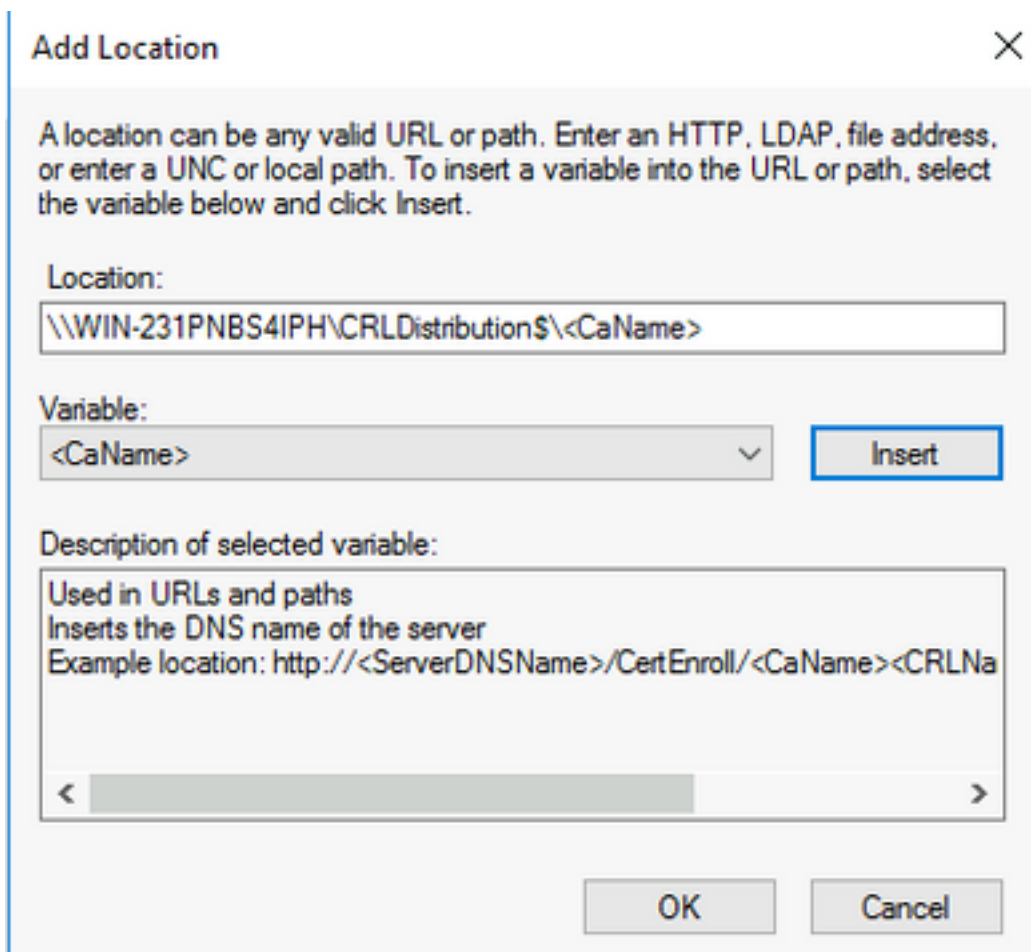 Add Location
A location can be any valid URL or path. Enter an HTTP, LDAP, file address,
or enter a UNC or local path. To insert a variable into the URL or path, select
the variable below and click Insert.
Location:
\\WIN-231PNBS4IPH\CRLDistribution$\<CaName>
Variable:
<CaName>
Insert
Description of selected variable:
Used in URLs and paths
Inserts the DNS name of the server
Example location: http://<ServerDNSName>/CertEnroll/<CaName><CRLNa
OK
Cancel